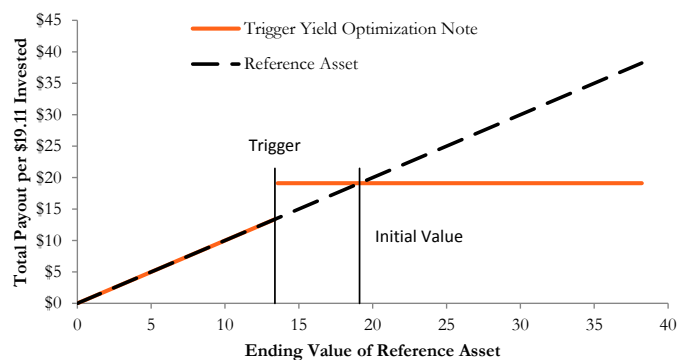 $45
$40
$35
$30
$25
$20
$15
$10
$5
$0
Total Payout per $19.11 Invested
Trigger Yield Optimization Note
Reference Asset
Trigger
Initial Value
0 5 10 15 20 25 30 35 40
Ending Value of Reference Asset